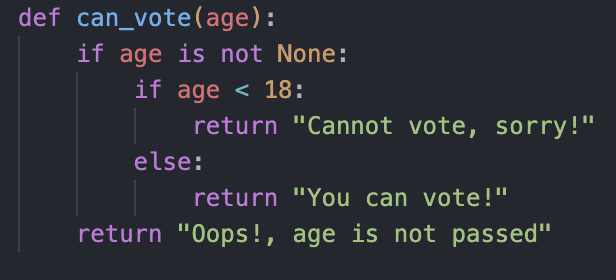 def can_vote(age):
    if age is not None:
        if age < 18:
            return "Cannot vote, sorry!"
        else:
            return "You can vote!"
    return "Oops!, age is not passed"